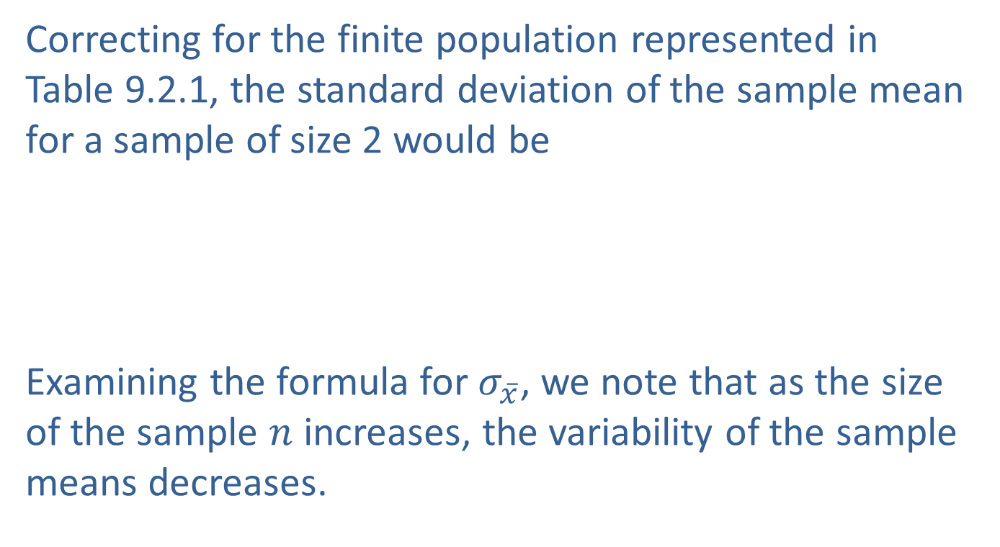 Correcting for the finite population represented in
Table 9.2.1, the standard deviation of the sample mean
for a sample of size 2 would be
Examining the formula for $\sigma_{\bar{x}}$, we note that as the size
of the sample $n$ increases, the variability of the sample
means decreases.